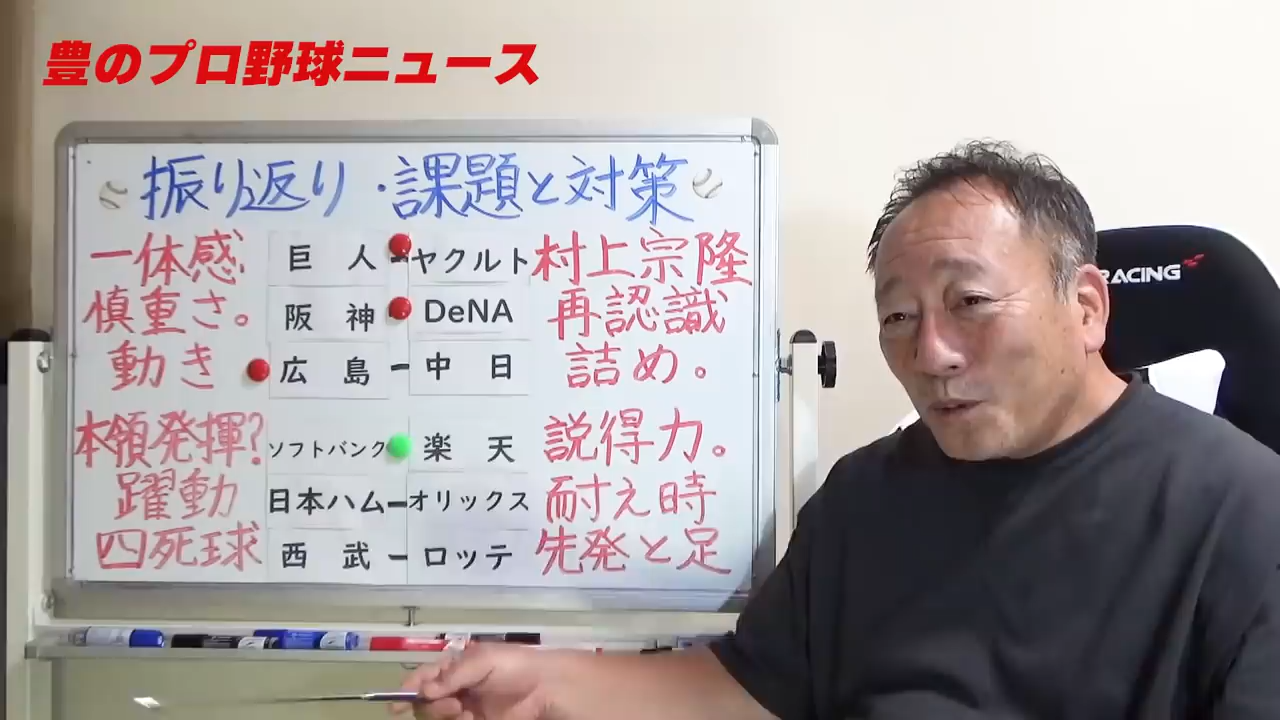 豊のプロ野球ニュース
振り返り・課題と対策
一体感 巨人-ヤクルト 村上宗隆
慎重さ。 阪神 DeNA 再認識
動き 広島-中日 詰め。
本領発揮? ソフトバンク 楽天 説得力。
躍動 日本ハム-オリックス 耐え時
四死球 西武-ロッテ 先発と足
RACING